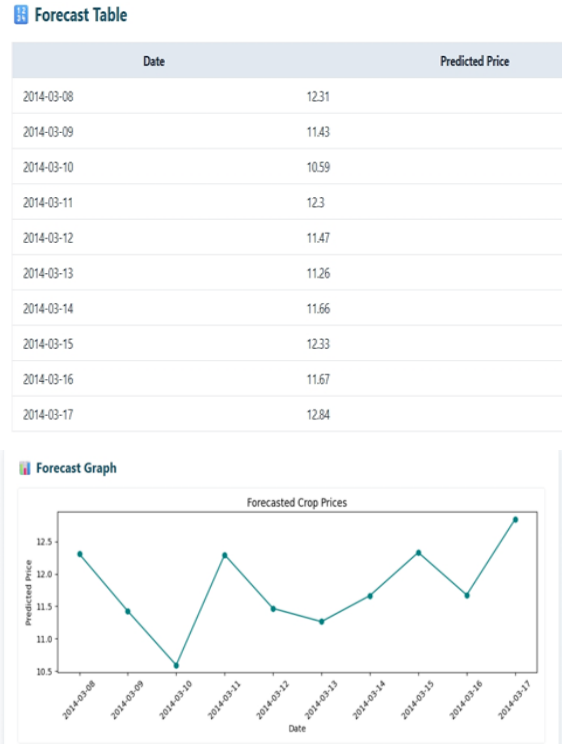 Forecast Table
Date Predicted Price
2014-03-08 12.31
2014-03-09 11.43
2014-03-10 10.59
2014-03-11 12.3
2014-03-12 11.47
2014-03-13 11.26
2014-03-14 11.66
2014-03-15 12.33
2014-03-16 11.67
2014-03-17 12.84
Forecast Graph
Forecasted Crop Prices
Predicted Price
12.5
12.0
11.5
11.0
10.5
2014-03-08 2014-03-09 2014-03-10 2014-03-11 2014-03-12 2014-03-13 2014-03-14 2014-03-15 2014-03-16 2014-03-17
Date